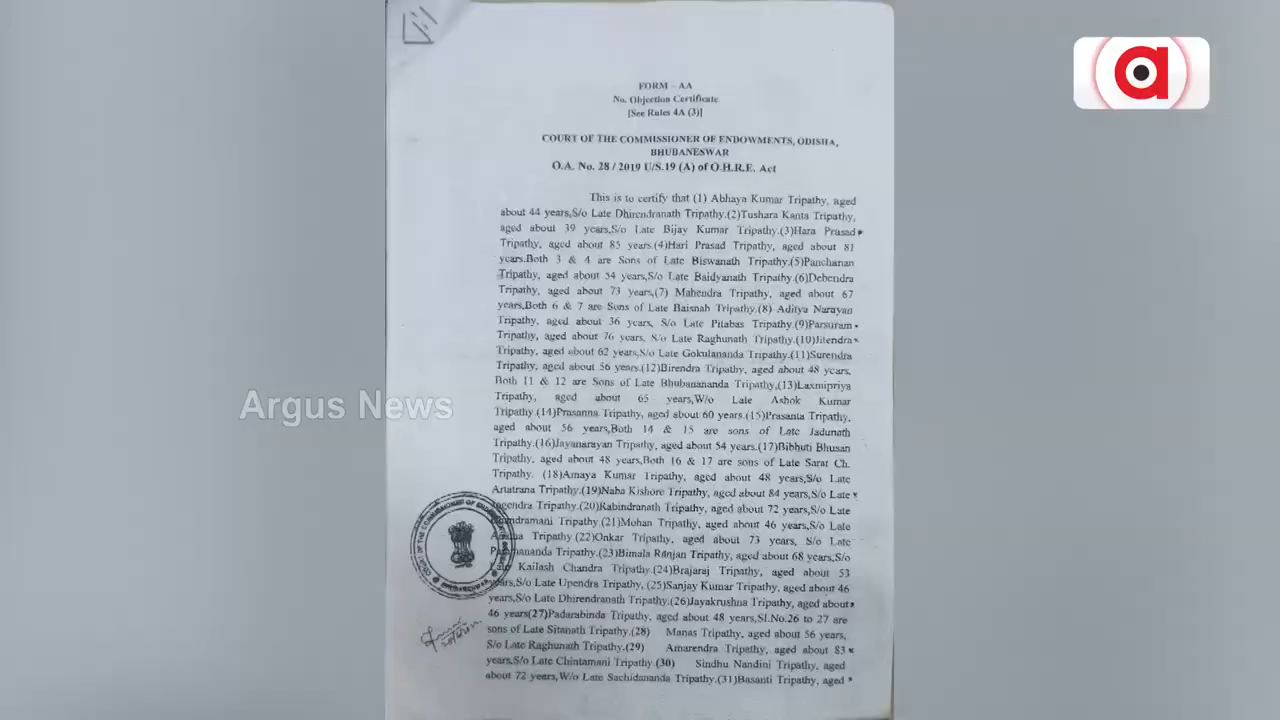 a
FORM - AA
No. Objection Certificate
[See Rules 4A (3)]
COURT OF THE COMMISSIONER OF ENDOWMENTS, ODISHA,
BHUBANESWAR
O.A. No. 28 / 2019 U/S.19 (A) of O.H.R.E. Act
This is to certify that (1) Abhaya Kumar Tripathy, aged
about 44 years,S/o Late Dhirendranath Tripathy.(2)Tushara Kanta Tripathy,
aged about 39 years,S/o Late Bijay Kumar Tripathy.(3)Hara Prasad
Tripathy, aged about 85 years.(4)Hari Prasad Tripathy, aged about 81
years.Both 3 & 4 are Sons of Late Biswanath Tripathy.(5)Panchanan
Tripathy, aged about 54 years,S/o Late Baidyanath Tripathy.(6)Debendra
Tripathy, aged about 73 years,(7) Mahendra Tripathy, aged about 67
years,Both 6 & 7 are Sons of Late Baisnah Tripathy.(8) Aditya Narayan
Tripathy, aged about 36 years, S/o Late Pitabas Tripathy.(9)Parsuram
Tripathy, aged about 76 years, S/o Late Raghunath Tripathy.(10)Jitendra
Tripathy, aged about 62 years,S/o Late Gokulananda Tripathy.(11)Surendra
Tripathy, aged about 56 years.(12)Birendra Tripathy, aged about 48 years,
Both 11 & 12 are Sons of Late Bhubanananda Tripathy,(13)Laxmipriya
Tripathy, aged about 65 years,W/o Late Ashok Kumar
Tripathy.(14)Prasanna Tripathy, aged about 60 years.(15)Prasanta Tripathy,
aged about 56 years,Both 14 & 15 are sons of Late Jadunath
Tripathy.(16)Jayanarayan Tripathy, aged about 54 years.(17)Bibhuti Bhusan
Tripathy, aged about 48 years,Both 16 & 17 are sons of Late Sarat Ch.
Tripathy. (18)Amaya Kumar Tripathy, aged about 48 years,S/o Late
Artatrana Tripathy.(19)Naba Kishore Tripathy, aged about 84 years,S/o Late
Tripathy.(20)Rabindranath Tripathy, aged about 72 years,S/o Late
Tripathy.(21)Mohan Tripathy, aged about 46 years,S/o Late
Tripathy.(22)Onkar Tripathy, aged about 73 years, S/o Late
Tripathy.(23)Bimala Ranjan Tripathy, aged about 68 years,S/o
Late Kailash Chandra Tripathy.(24)Brajaraj Tripathy, aged about 53
years,S/o Late Upendra Tripathy, (25)Sanjay Kumar Tripathy, aged about 46
years,S/o Late Dhirendranath Tripathy.(26)Jayakrushna Tripathy, aged about
46 years(27)Padarabinda Tripathy, aged about 48 years,Sl.No.26 to 27 are
sons of Late Sitanath Tripathy.(28) Manas Tripathy, aged about 56 years,
S/o Late Raghunath Tripathy.(29) Amarendra Tripathy, aged about 83
years,S/o Late Chintamani Tripathy.(30) Sindhu Nandini Tripathy, aged
about 72 years,W/o Late Sachidananda Tripathy.(31)Basanti Tripathy, aged
Argus News
COURT OF THE COMMISSIONER OF
BHUBANESWAR